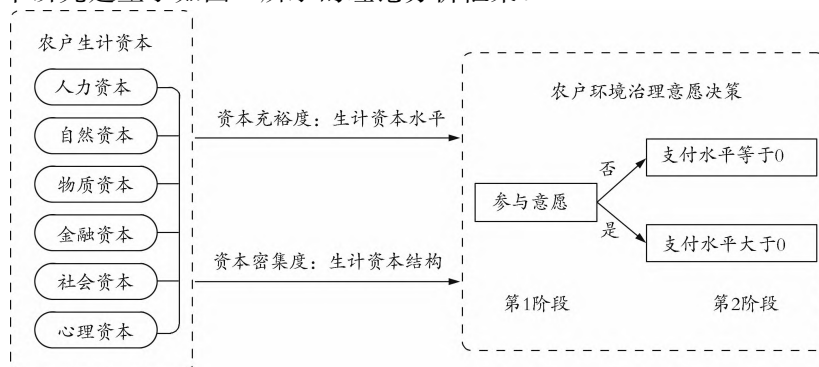 农户生计资本
人力资本
自然资本
物质资本
金融资本
社会资本
心理资本
资本充裕度：生计资本水平
资本密集度：生计资本结构
农户环境治理意愿决策
参与意愿
否
是
支付水平等于0
支付水平大于0
第1阶段
第2阶段